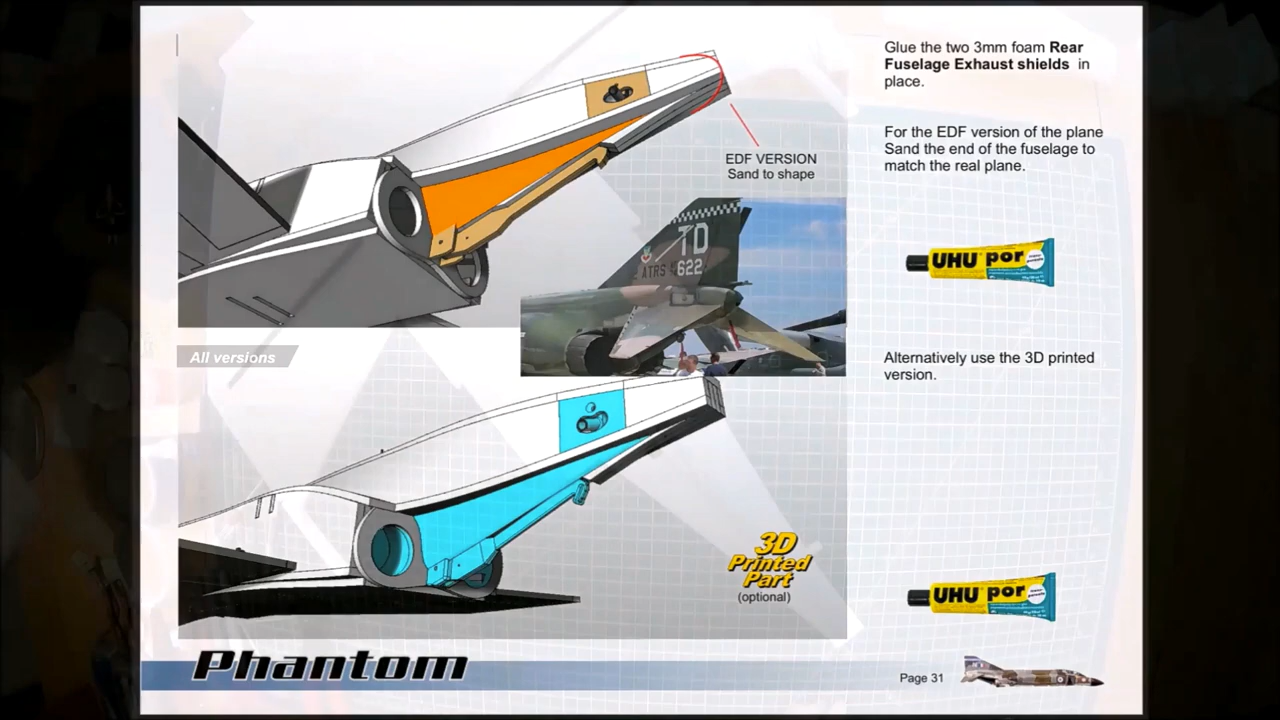 Glue the two 3mm foam Rear
Fuselage Exhaust shields in
place.
For the EDF version of the plane
Sand the end of the fuselage to
match the real plane.
EDF VERSION
Sand to shape
TD
ATRS
622
UHU por
All versions
Alternatively use the 3D printed
version.
3D
Printed
Part
(optional)
UHU por
Phantom
Page 31